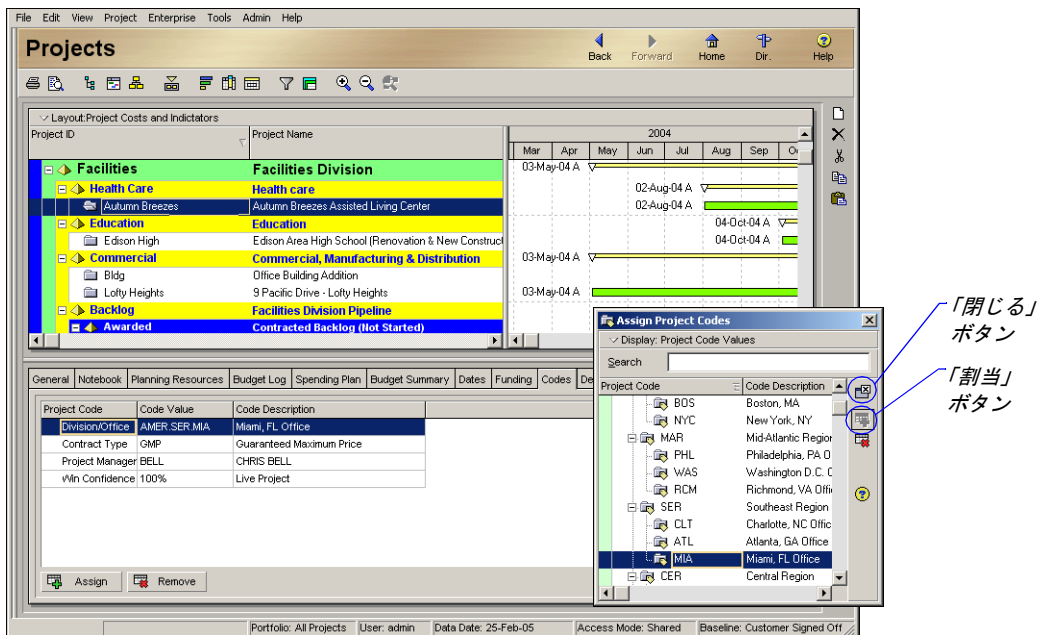 File Edit View Project Enterprise Tools Admin Help
Projects
Back Forward Home Dir. Help
Layout:Project Costs and Indictators
Project ID Project Name 2004
Mar Apr May Jun Jul Aug Sep
Facilities Facilities Division 03-May-04 A
Health Care Health care 02-Aug-04 A
Autumn Breezes Autumn Breezes Assisted Living Center 02-Aug-04 A
Education Education 04-Oct-04 A
Edison High Edison Area High School (Renovation & New Construct 04-Oct-04 A
Commercial Commercial, Manufacturing & Distribution 03-May-04 A
Bldg Office Building Addition
Lofty Heights 9 Pacific Drive - Lofty Heights 03-May-04 A
Backlog Facilities Division Pipeline
Awarded Contracted Backlog (Not Started)
General Notebook Planning Resources Budget Log Spending Plan Budget Summary Dates Funding Codes De
Project Code Code Value Code Description
Division/Office AMER.SER.MIA Miami, FL Office
Contract Type GMP Guaranteed Maximum Price
Project Manager BELL CHRIS BELL
Win Confidence 100% Live Project
Assign Remove
Portfolio: All Projects User: admin Data Date: 25-Feb-05 Access Mode: Shared Baseline: Customer Signed Off
Assign Project Codes
Display: Project Code Values
Search
Project Code Code Description
BOS Boston, MA
NYC New York, NY
MAR Mid-Atlantic Region
PHL Philadelphia, PA O
WAS Washington D.C. O
RCM Richmond, VA Offi
SER Southeast Region
CLT Charlotte, NC Offic
ATL Atlanta, GA Office
MIA Miami, FL Office
CER Central Region
「閉じる」
ボタン
「割当」
ボタン